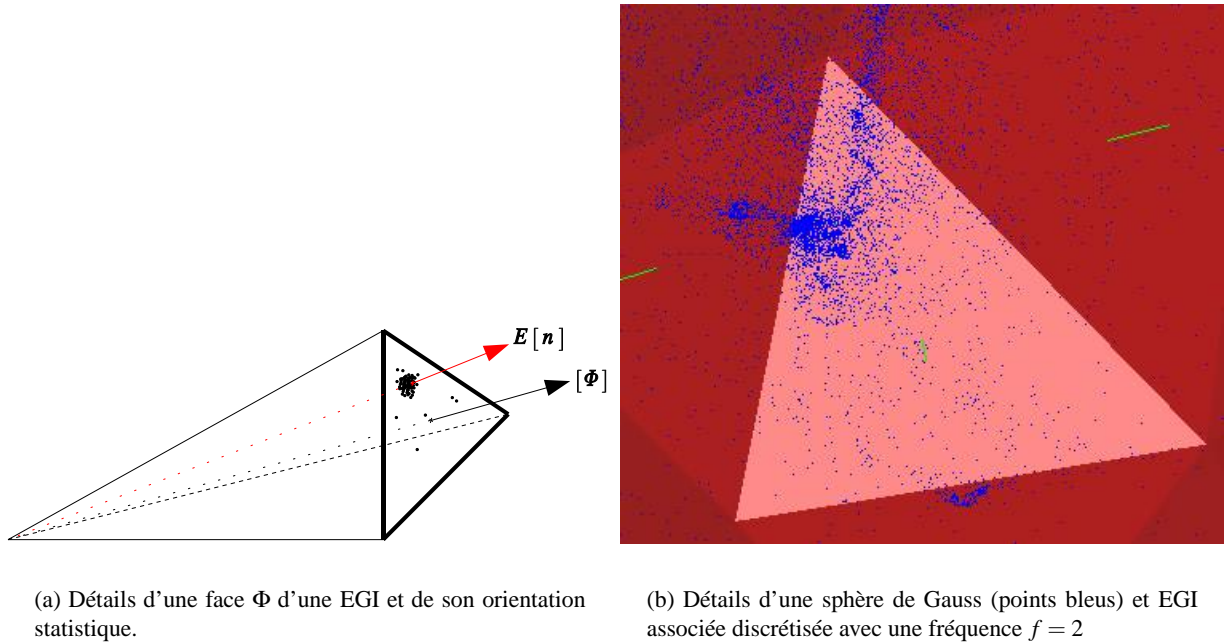 E[n]
[Φ]
(a) Détails d'une face Φ d'une EGI et de son orientation
statistique.
(b) Détails d'une sphère de Gauss (points bleus) et EGI
associée discrétisée avec une fréquence f = 2